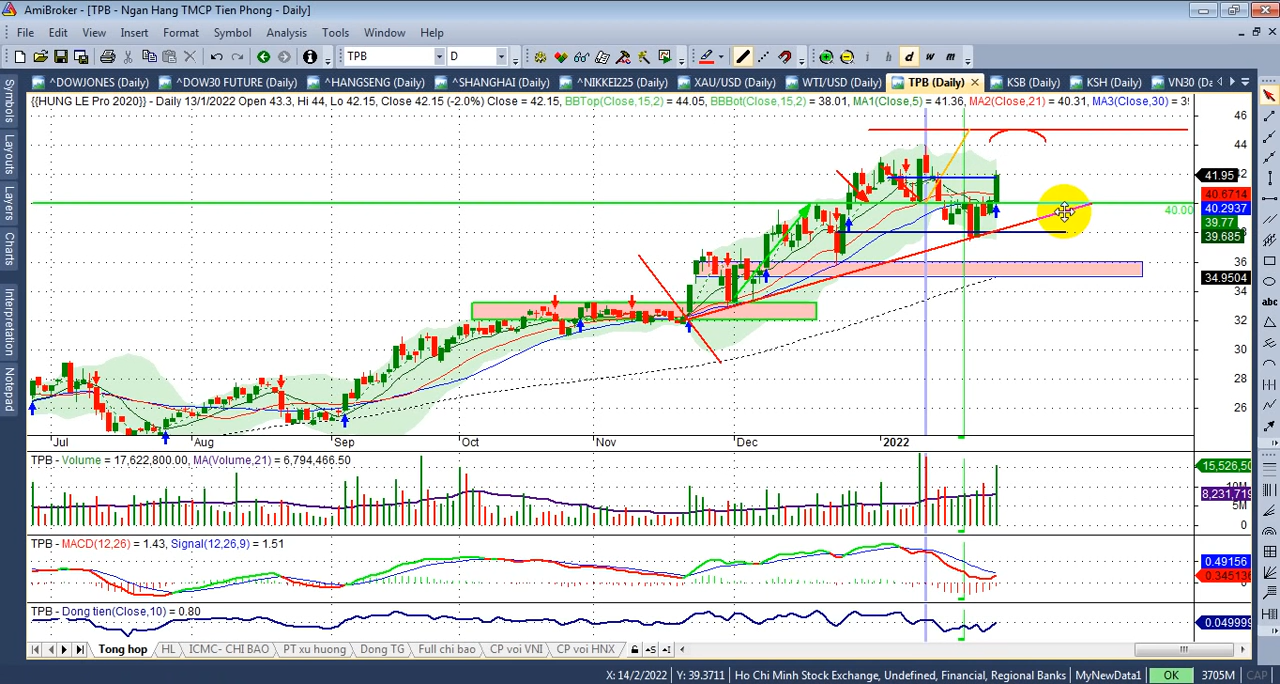 AmiBroker - [TPB - Ngan Hang TMCP Tien Phong - Daily]
File Edit View Insert Format Symbol Analysis Tools Window Help
TPB D i h d w m
^DOWJONES (Daily) ^DOW30 FUTURE (Daily) ^HANGSENG (Daily) ^SHANGHAI (Daily) ^NIKKEI225 (Daily) XAU/USD (Daily) WTI/USD (Daily) TPB (Daily) KSB (Daily) KSH (Daily) VN30 (Da
{{HUNG LE Pro 2020}} - Daily 13/1/2022 Open 43.3, Hi 44, Lo 42.15, Close 42.15 (-2.0%) Close = 42.15, BBTop(Close,15,2) = 44.05, BBBot(Close,15,2) = 38.01, MA1(Close,5) = 41.36, MA2(Close,21) = 40.31, MA3(Close,30) = 39
Symbols
Layouts
Layers
Charts
Interpretation
Notepad
46
44
41.95
40.6714
40.2937
40.00
39.77
39.685
36
34.9504
34
32
30
28
26
abc
Jul Aug Sep Oct Nov Dec 2022
TPB - Volume = 17,622,800.00, MA(Volume,21) = 6,794,466.50
15,526,50
8,231,719
5M
0
TPB - MACD(12,26) = 1.43, Signal(12,26,9) = 1.51
0.49156
0.345135
TPB - Dong tien(Close,10) = 0.80
0.049999
Tong hop HL ICMC- CHI BAO PT xu huong Dong TG Full chi bao CP voi VNI CP voi HNX
X: 14/2/2022 Y: 39.3711 Ho Chi Minh Stock Exchange, Undefined, Financial, Regional Banks MyNewData1 OK 3705M CAP